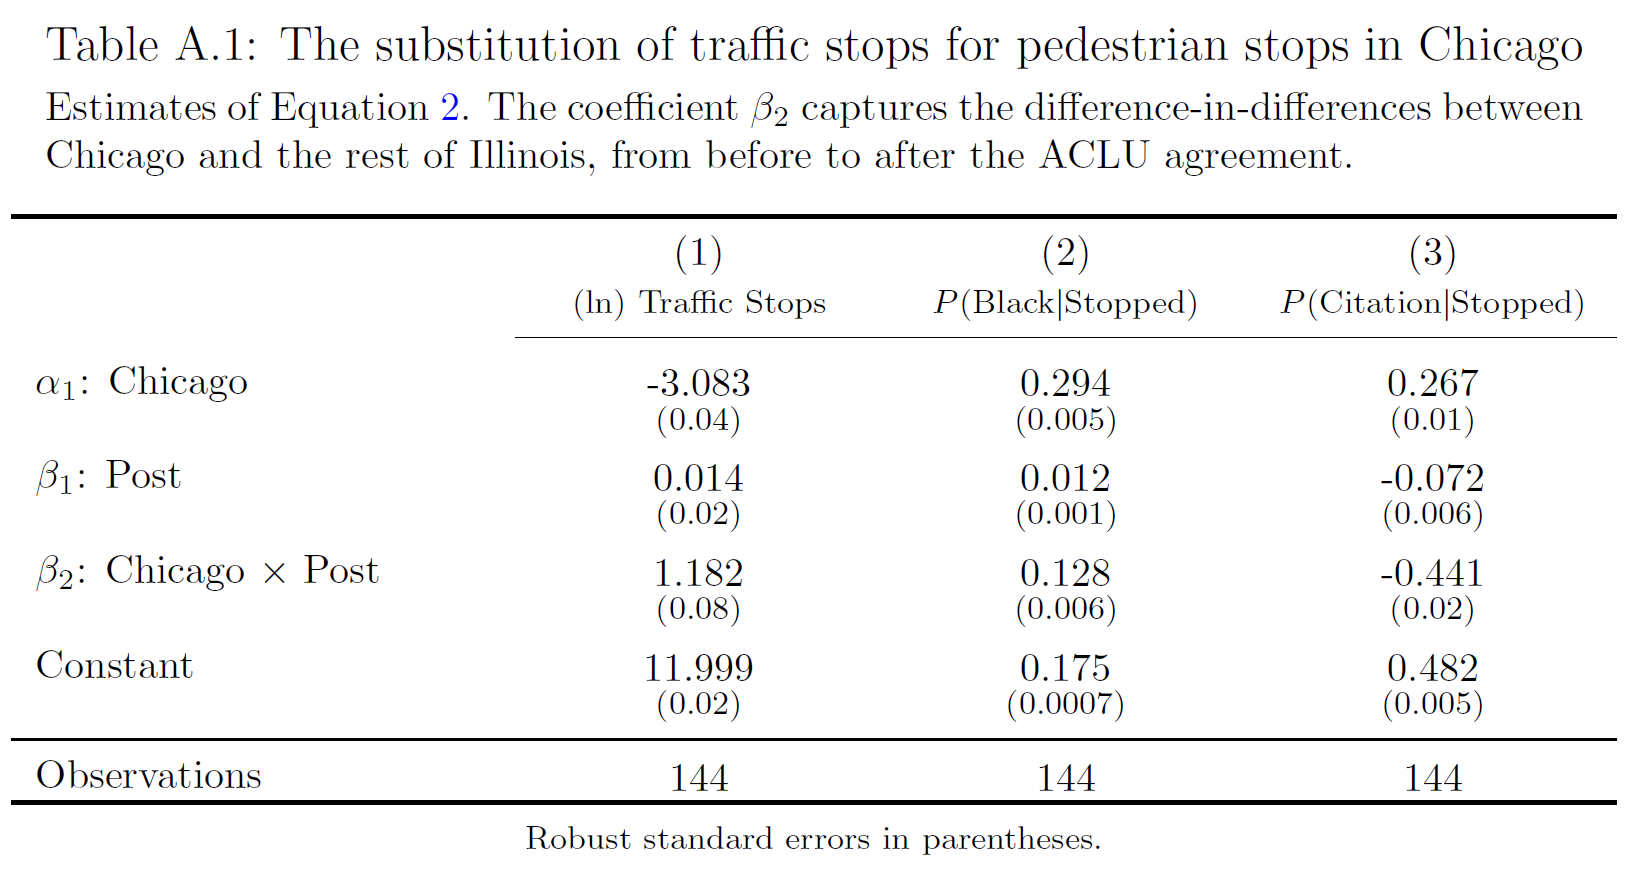 Table A.1: The substitution of traffic stops for pedestrian stops in Chicago
Estimates of Equation 2. The coefficient β₂ captures the difference-in-differences between
Chicago and the rest of Illinois, from before to after the ACLU agreement.
(1) (2) (3)
(ln) Traffic Stops P(Black|Stopped) P(Citation|Stopped)
α₁: Chicago -3.083 0.294 0.267
(0.04) (0.005) (0.01)
β₁: Post 0.014 0.012 -0.072
(0.02) (0.001) (0.006)
β₂: Chicago × Post 1.182 0.128 -0.441
(0.08) (0.006) (0.02)
Constant 11.999 0.175 0.482
(0.02) (0.0007) (0.005)
Observations 144 144 144
Robust standard errors in parentheses.